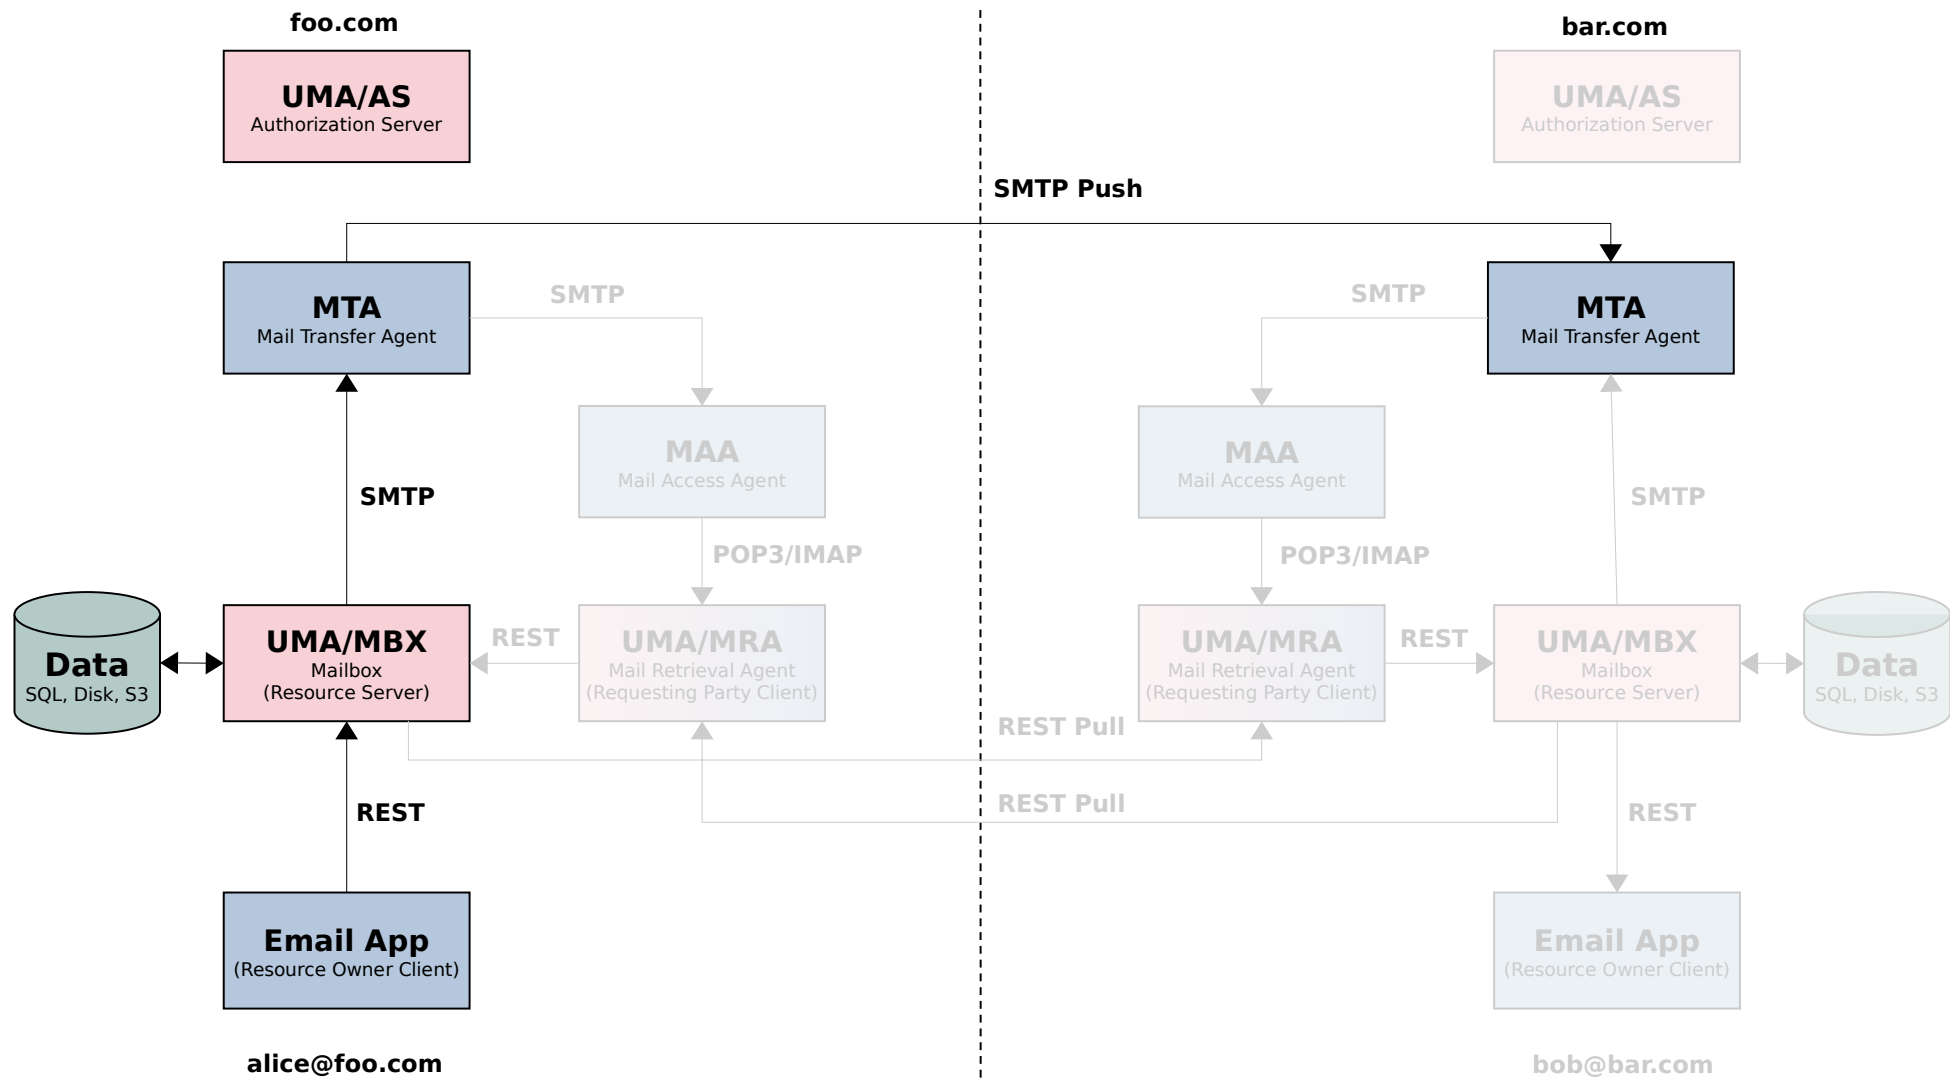 foo.com
bar.com
UMA/AS
Authorization Server
UMA/AS
Authorization Server
SMTP Push
MTA
Mail Transfer Agent
SMTP
SMTP
MTA
Mail Transfer Agent
MAA
Mail Access Agent
MAA
Mail Access Agent
SMTP
SMTP
POP3/IMAP
POP3/IMAP
Data
SQL, Disk, S3
UMA/MBX
Mailbox
(Resource Server)
REST
UMA/MRA
Mail Retrieval Agent
(Requesting Party Client)
UMA/MRA
Mail Retrieval Agent
(Requesting Party Client)
REST
UMA/MBX
Mailbox
(Resource Server)
Data
SQL, Disk, S3
REST Pull
REST Pull
REST
REST
Email App
(Resource Owner Client)
Email App
(Resource Owner Client)
alice@foo.com
bob@bar.com